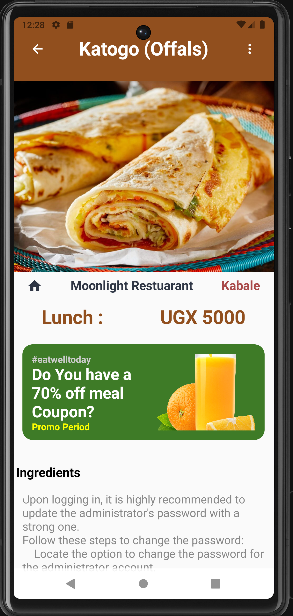 12:28
Katogo (Offals)
Moonlight Restuarant Kabale
Lunch : UGX 5000
#eatwelltoday
Do You have a
70% off meal
Coupon?
Promo Period
Ingredients
Upon logging in, it is highly recommended to
update the administrator's password with a
strong one.
Follow these steps to change the password:
Locate the option to change the password for
the administrator account